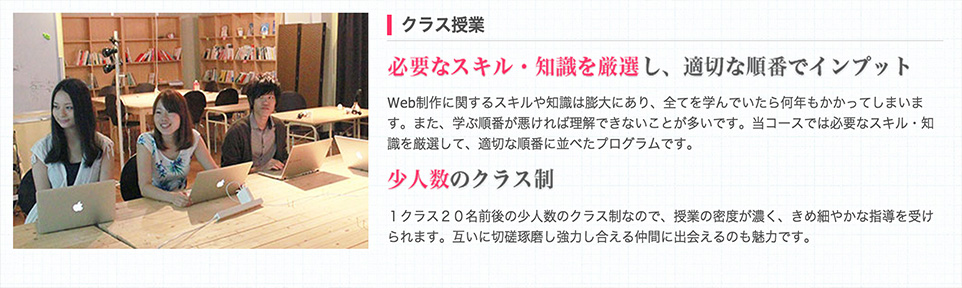 クラス授業
必要なスキル・知識を厳選し、適切な順番でインプット
Web制作に関するスキルや知識は膨大にあり、全てを学んでいたら何年もかかってしまいま
す。また、学ぶ順番が悪ければ理解できないことが多いです。当コースでは必要なスキル・知
識を厳選して、適切な順番に並べたプログラムです。
少人数のクラス制
１クラス２０名前後の少人数のクラス制なので、授業の密度が濃く、きめ細やかな指導を受け
られます。互いに切磋琢磨し強力し合える仲間に出会えるのも魅力です。